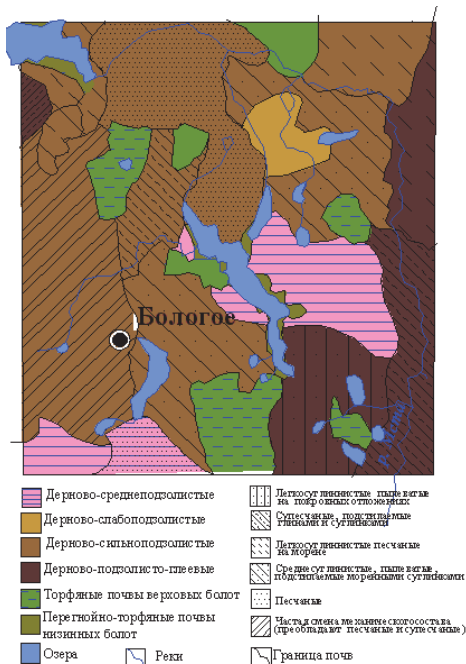 Бологое
Дерново-среднеподзолистые
Дерново-слабоподзолистые
Дерново-сильноподзолистые
Дерново-подзолисто-глеевые
Торфяные почвы верховых болот
Перегнойно-торфяные почвы
низинных болот
Озера
Реки
Легкосуглинистые пылеватые
на покровных отложениях
Супесчаные, подстилаемые
глинами и суглинками
Легкосуглинистые песчаные
на морене
Среднесуглинистые, пылеватые,
подстилаемые моренными суглинками
Песчаные
Частая смена механическогосостава
(преобладают песчаные и супесчаные)
Граница почв